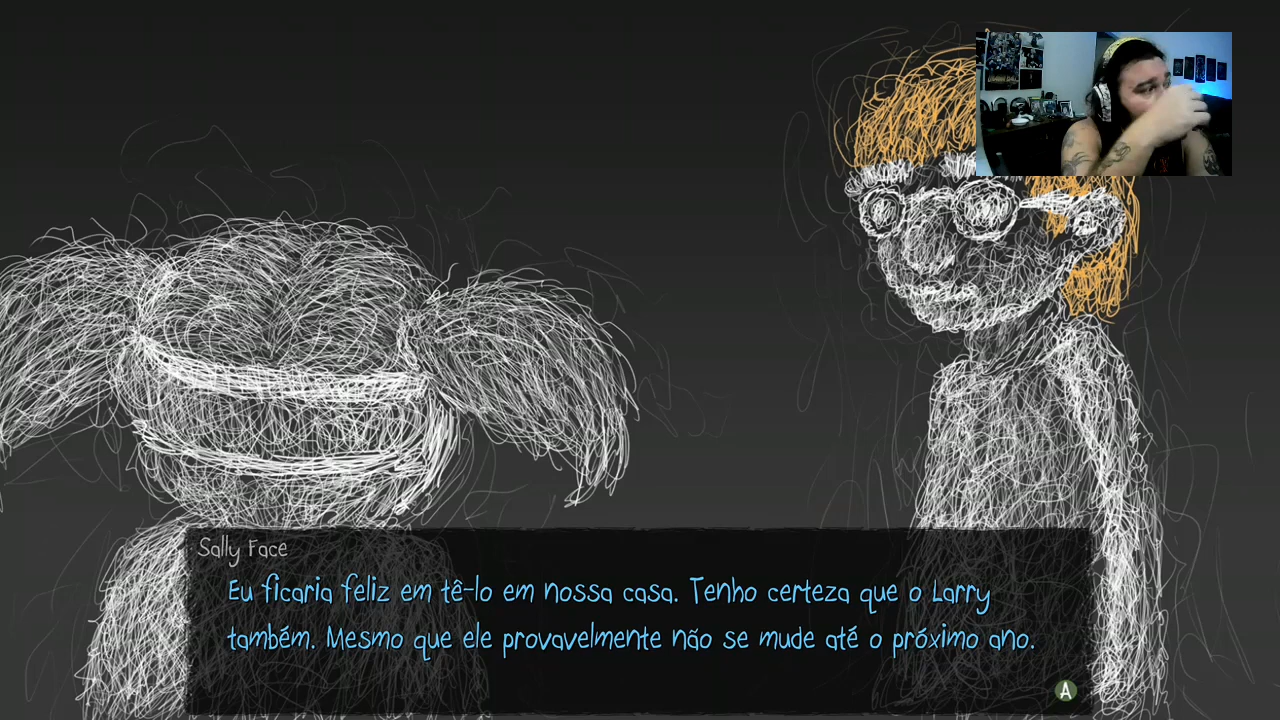 Sally Face
Eu ficaria feliz em tê-lo em nossa casa. Tenho certeza que o Larry
também. Mesmo que ele provavelmente não se mude até o próximo ano.
A